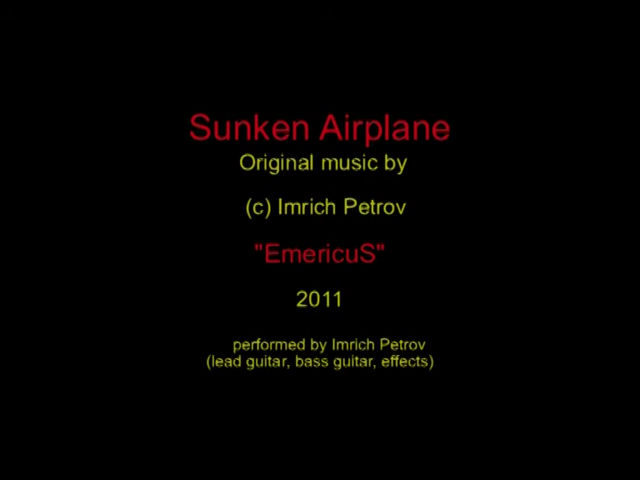 Sunken Airplane
Original music by
(c) Imrich Petrov
"EmericuS"
2011
performed by Imrich Petrov
(lead guitar, bass guitar, effects)